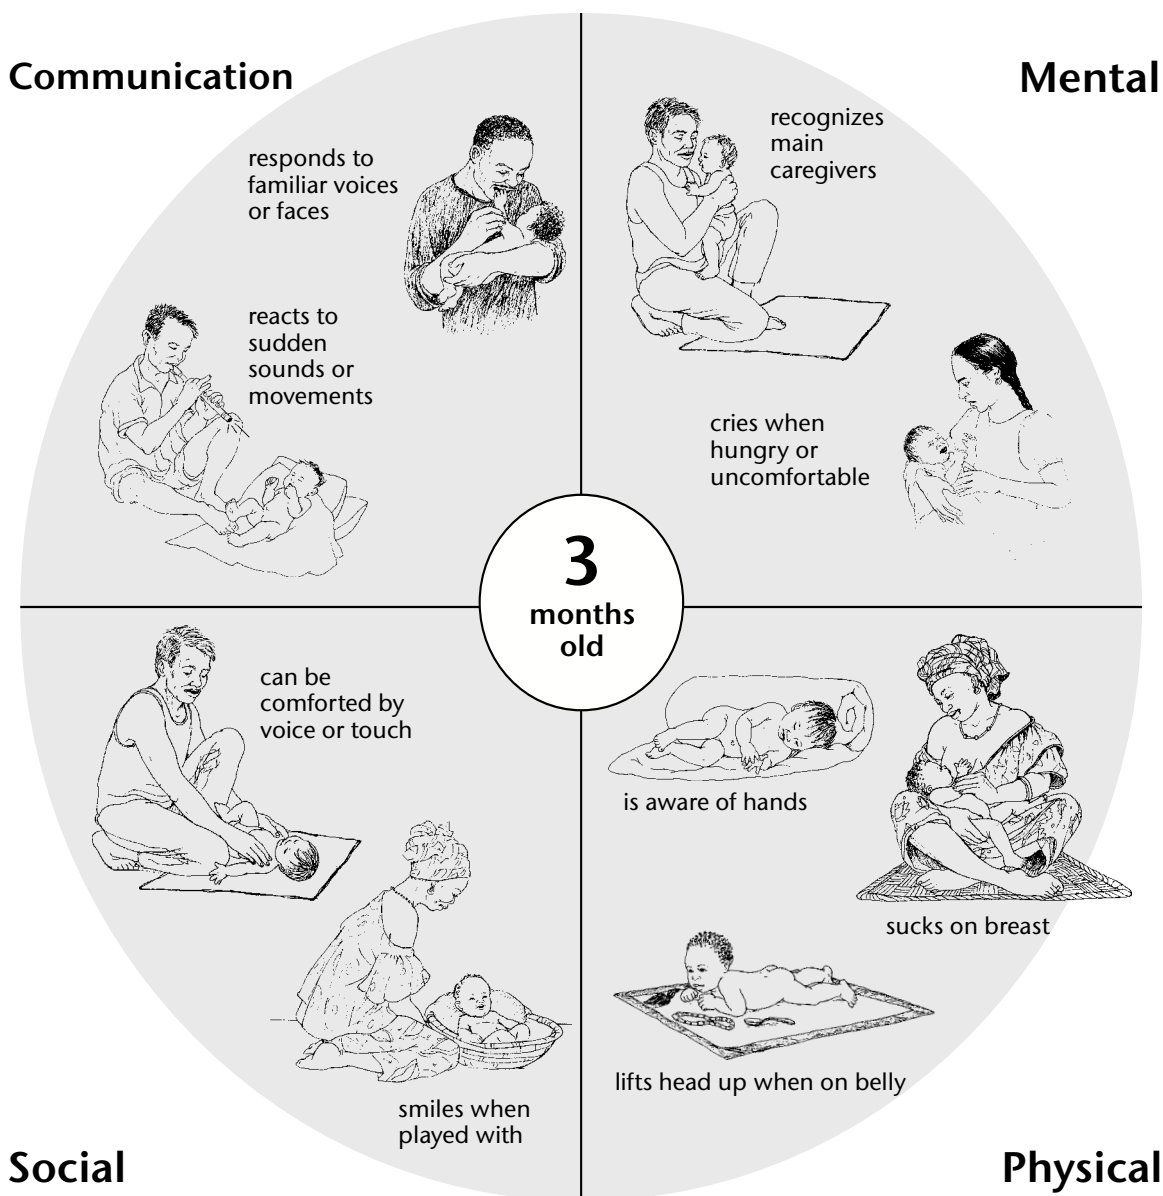 Communication
responds to
familiar voices
or faces
reacts to
sudden
sounds or
movements
Mental
recognizes
main
caregivers
cries when
hungry or
uncomfortable
3
months
old
can be
comforted by
voice or touch
smiles when
played with
Social
is aware of hands
sucks on breast
lifts head up when on belly
Physical